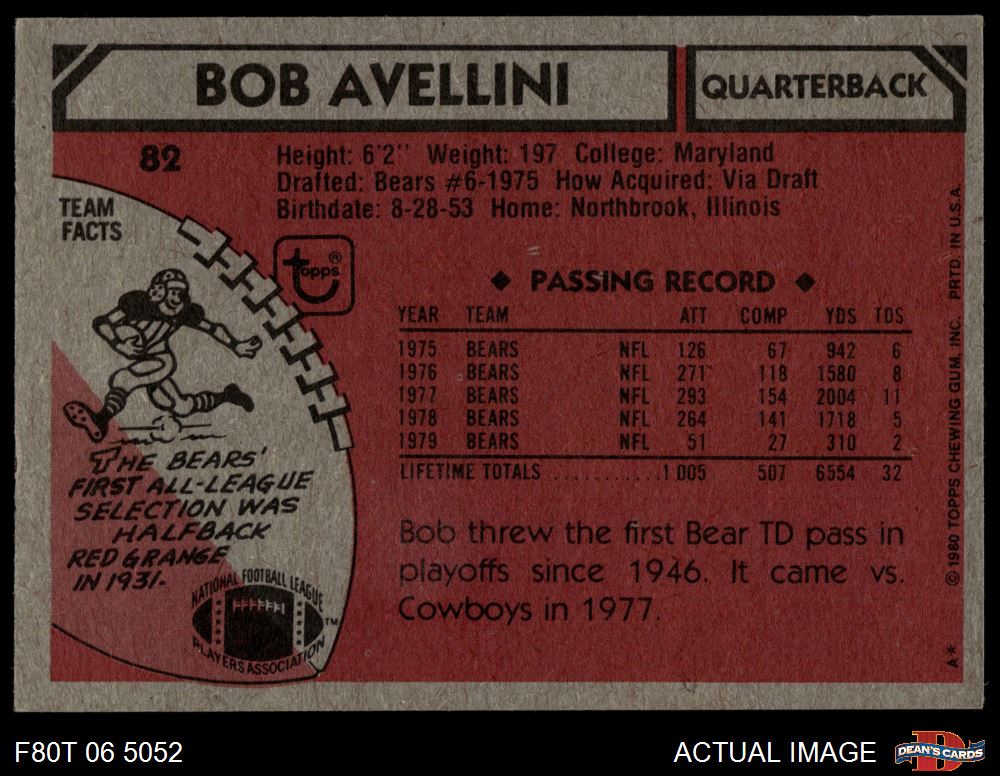 BOB AVELLINI
QUARTERBACK
82
Height: 6'2" Weight: 197 College: Maryland
Drafted: Bears #6-1975 How Acquired: Via Draft
Birthdate: 8-28-53 Home: Northbrook, Illinois
TEAM
FACTS
topps®
THE BEARS'
FIRST ALL-LEAGUE
SELECTION WAS
HALFBACK
RED GRANGE
IN 1931.
NATIONAL FOOTBALL LEAGUE
PLAYERS ASSOCIATION
TM
◆ PASSING RECORD ◆
YEAR TEAM ATT COMP YDS TDS
1975 BEARS NFL 126 67 942 6
1976 BEARS NFL 271 118 1580 8
1977 BEARS NFL 293 154 2004 11
1978 BEARS NFL 264 141 1718 5
1979 BEARS NFL 51 27 310 2
LIFETIME TOTALS ............1 005 507 6554 32
Bob threw the first Bear TD pass in
playoffs since 1946. It came vs.
Cowboys in 1977.
A* © 1980 TOPPS CHEWING GUM, INC. PRTD. IN U.S.A.
F80T 06 5052
ACTUAL IMAGE
D
DEAN'S CARDS